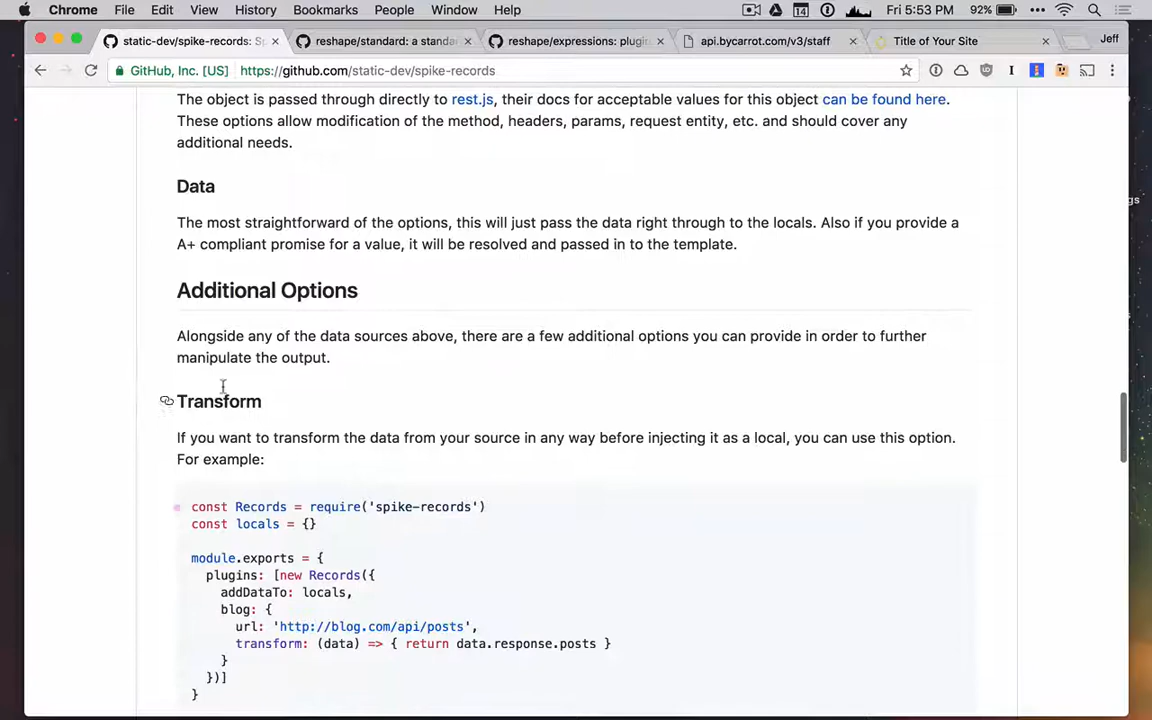 Chrome File Edit View History Bookmarks People Window Help 14 Fri 5:53 PM 92%
static-dev/spike-records: Sp × reshape/standard: a standa × reshape/expressions: plugin × api.bycarrot.com/v3/staff × Title of Your Site × Jeff
GitHub, Inc. [US] https://github.com/static-dev/spike-records
The object is passed through directly to rest.js, their docs for acceptable values for this object can be found here.
These options allow modification of the method, headers, params, request entity, etc. and should cover any
additional needs.
Data
The most straightforward of the options, this will just pass the data right through to the locals. Also if you provide a
A+ compliant promise for a value, it will be resolved and passed in to the template.
Additional Options
Alongside any of the data sources above, there are a few additional options you can provide in order to further
manipulate the output.
Transform
If you want to transform the data from your source in any way before injecting it as a local, you can use this option.
For example:
const Records = require('spike-records')
const locals = {}
module.exports = {
plugins: [new Records({
addDataTo: locals,
blog: {
url: 'http://blog.com/api/posts',
transform: (data) => { return data.response.posts }
}
})]
}